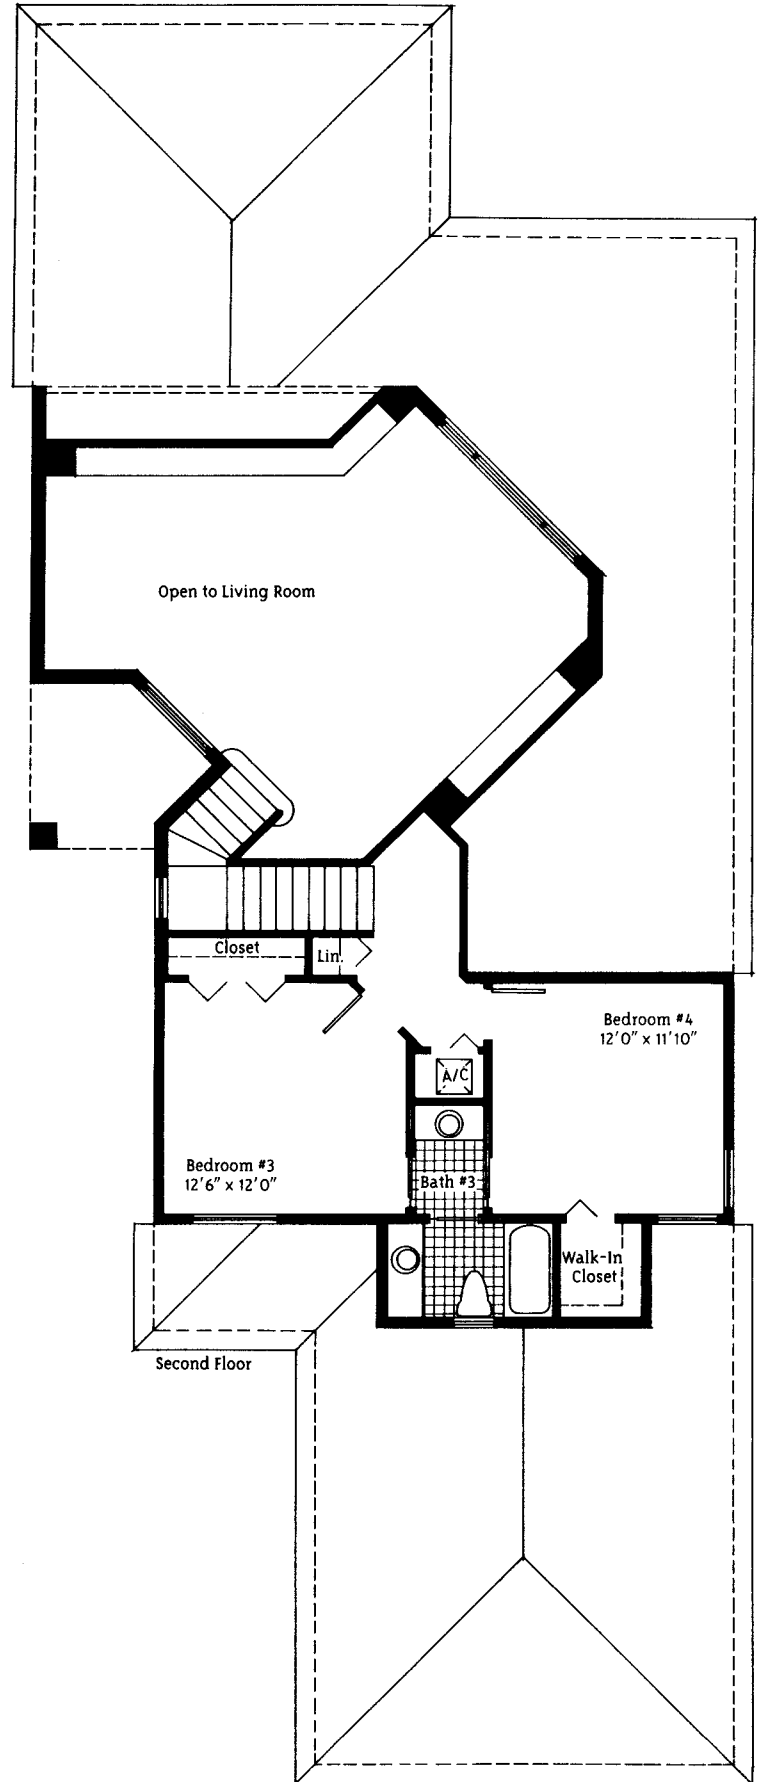 Open to Living Room
Closet
Lin.
Bedroom #4
12'0" x 11'10"
A/C
Bedroom #3
12'6" x 12'0"
Bath #3
Walk-In
Closet
Second Floor